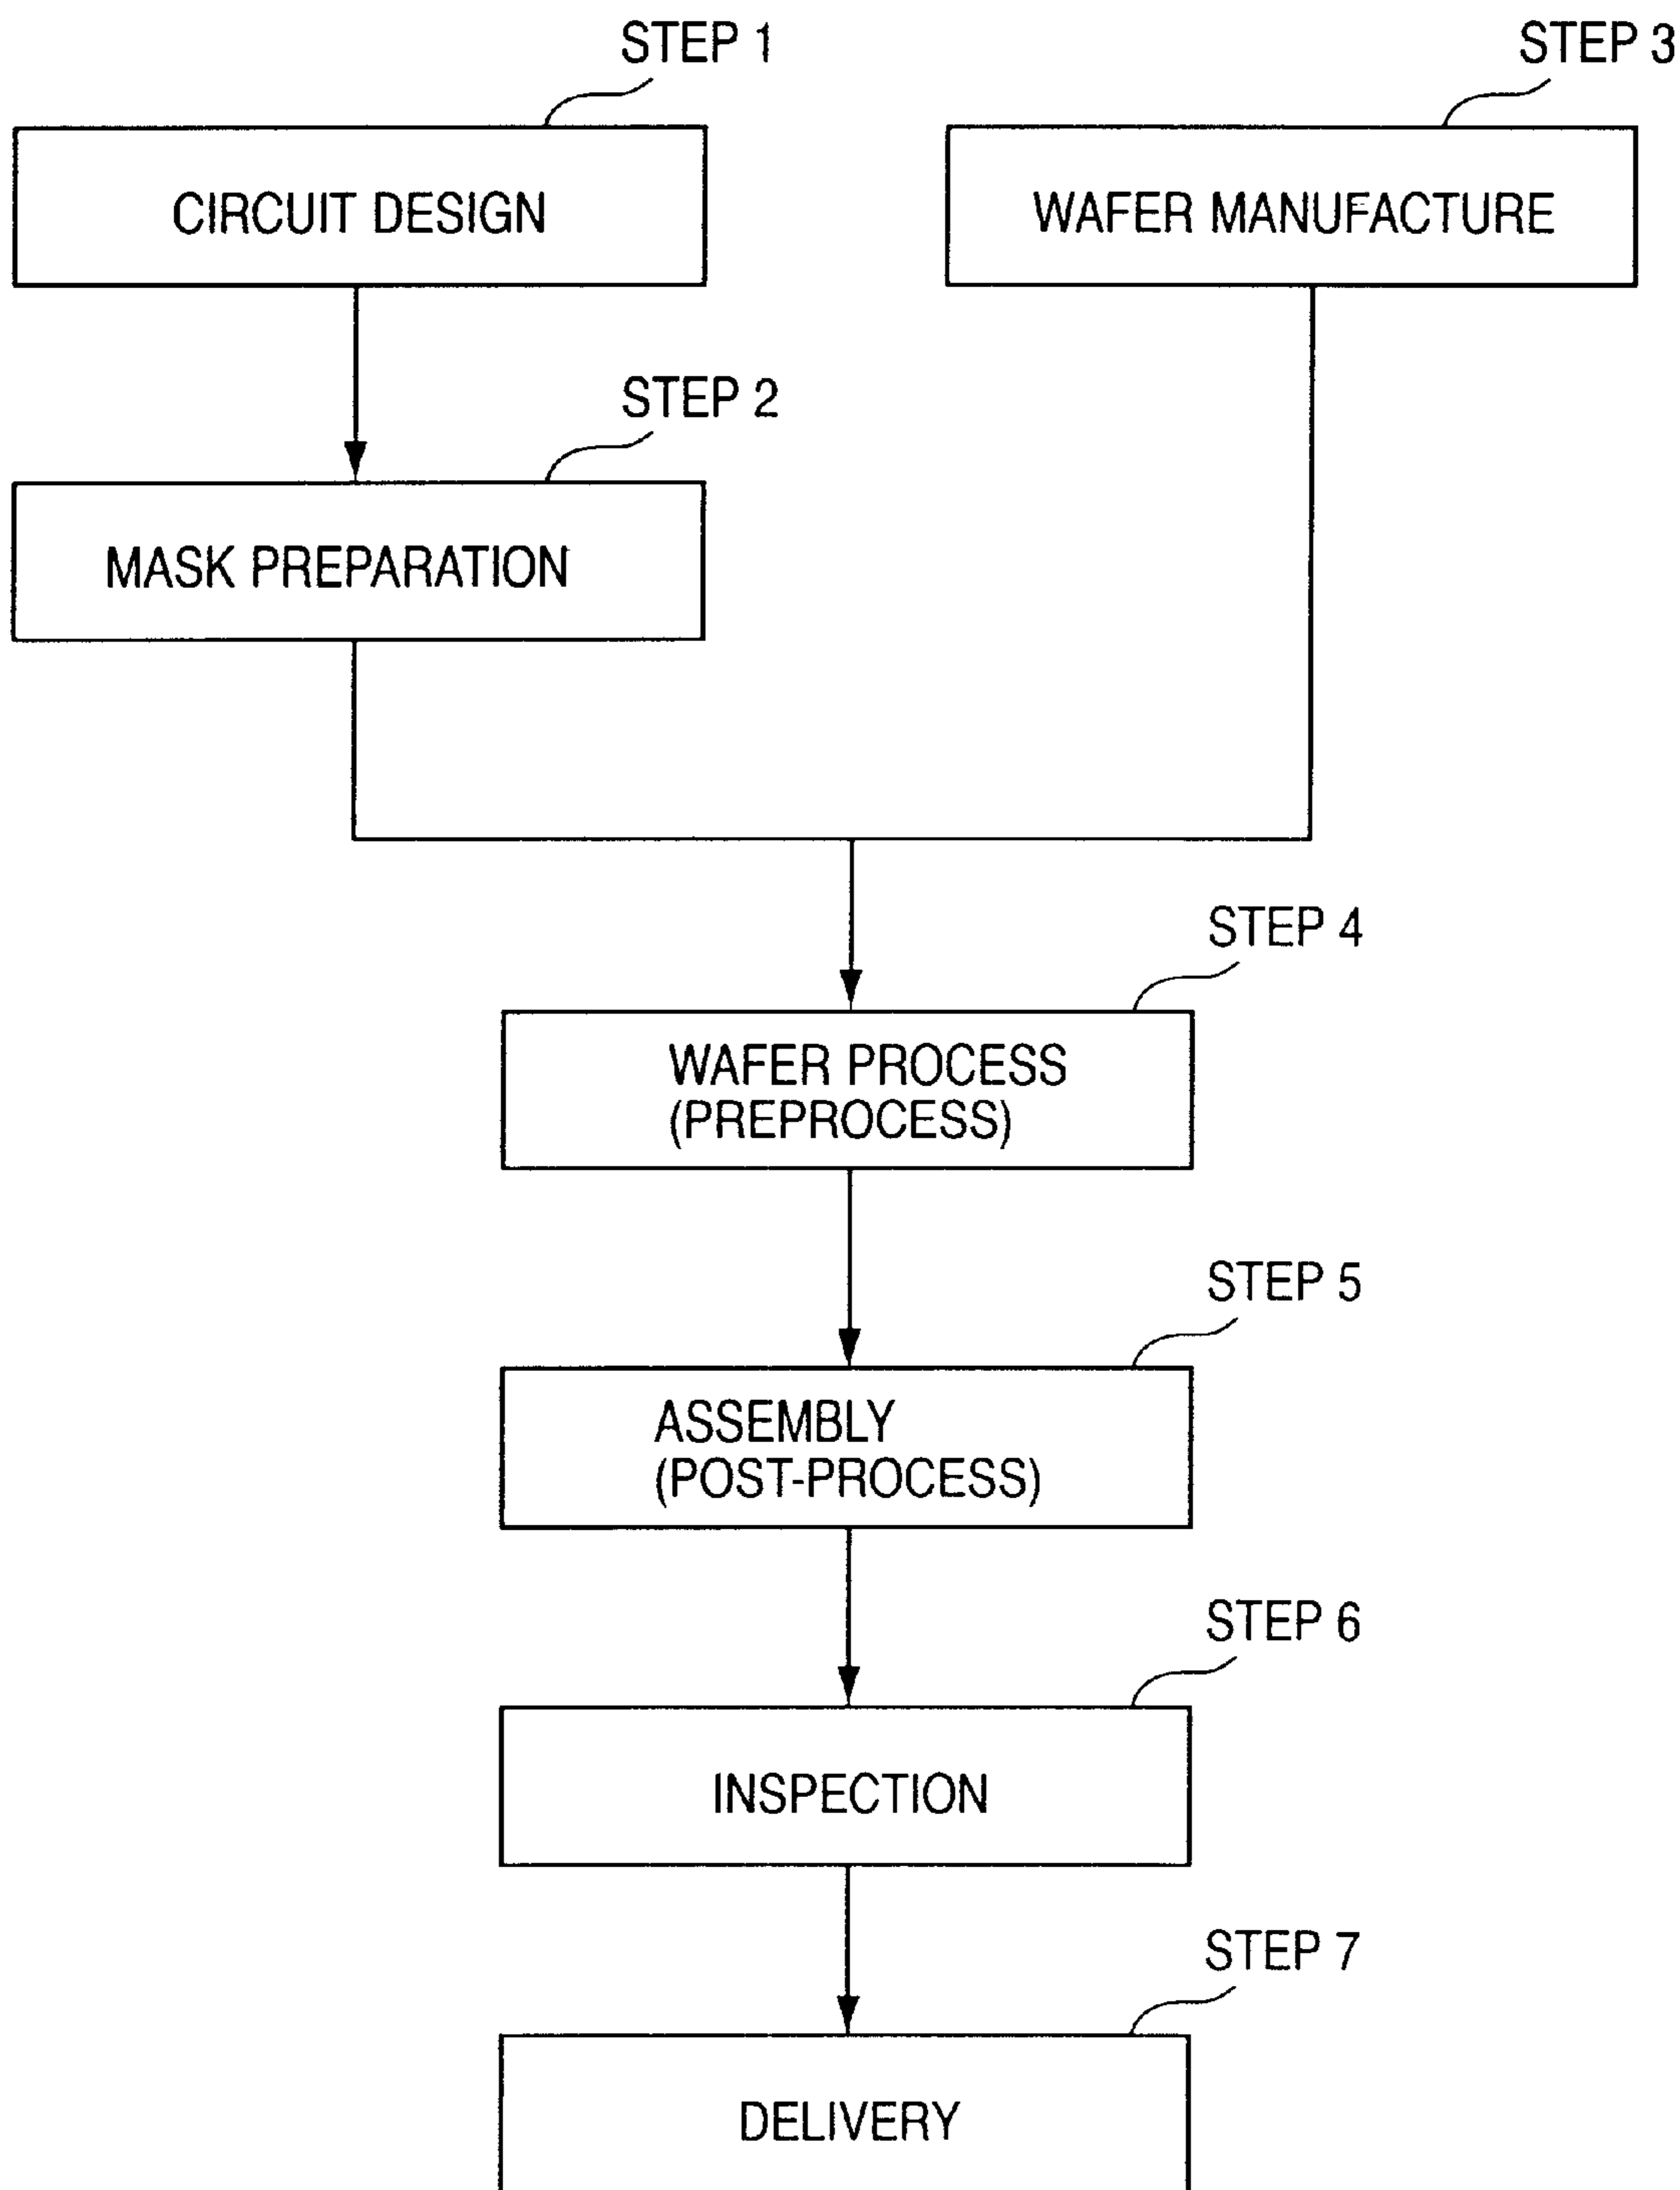 STEP 1
STEP 3
CIRCUIT DESIGN
WAFER MANUFACTURE
STEP 2
MASK PREPARATION
STEP 4
WAFER PROCESS
(PREPROCESS)
STEP 5
ASSEMBLY
(POST-PROCESS)
STEP 6
INSPECTION
STEP 7
DELIVERY